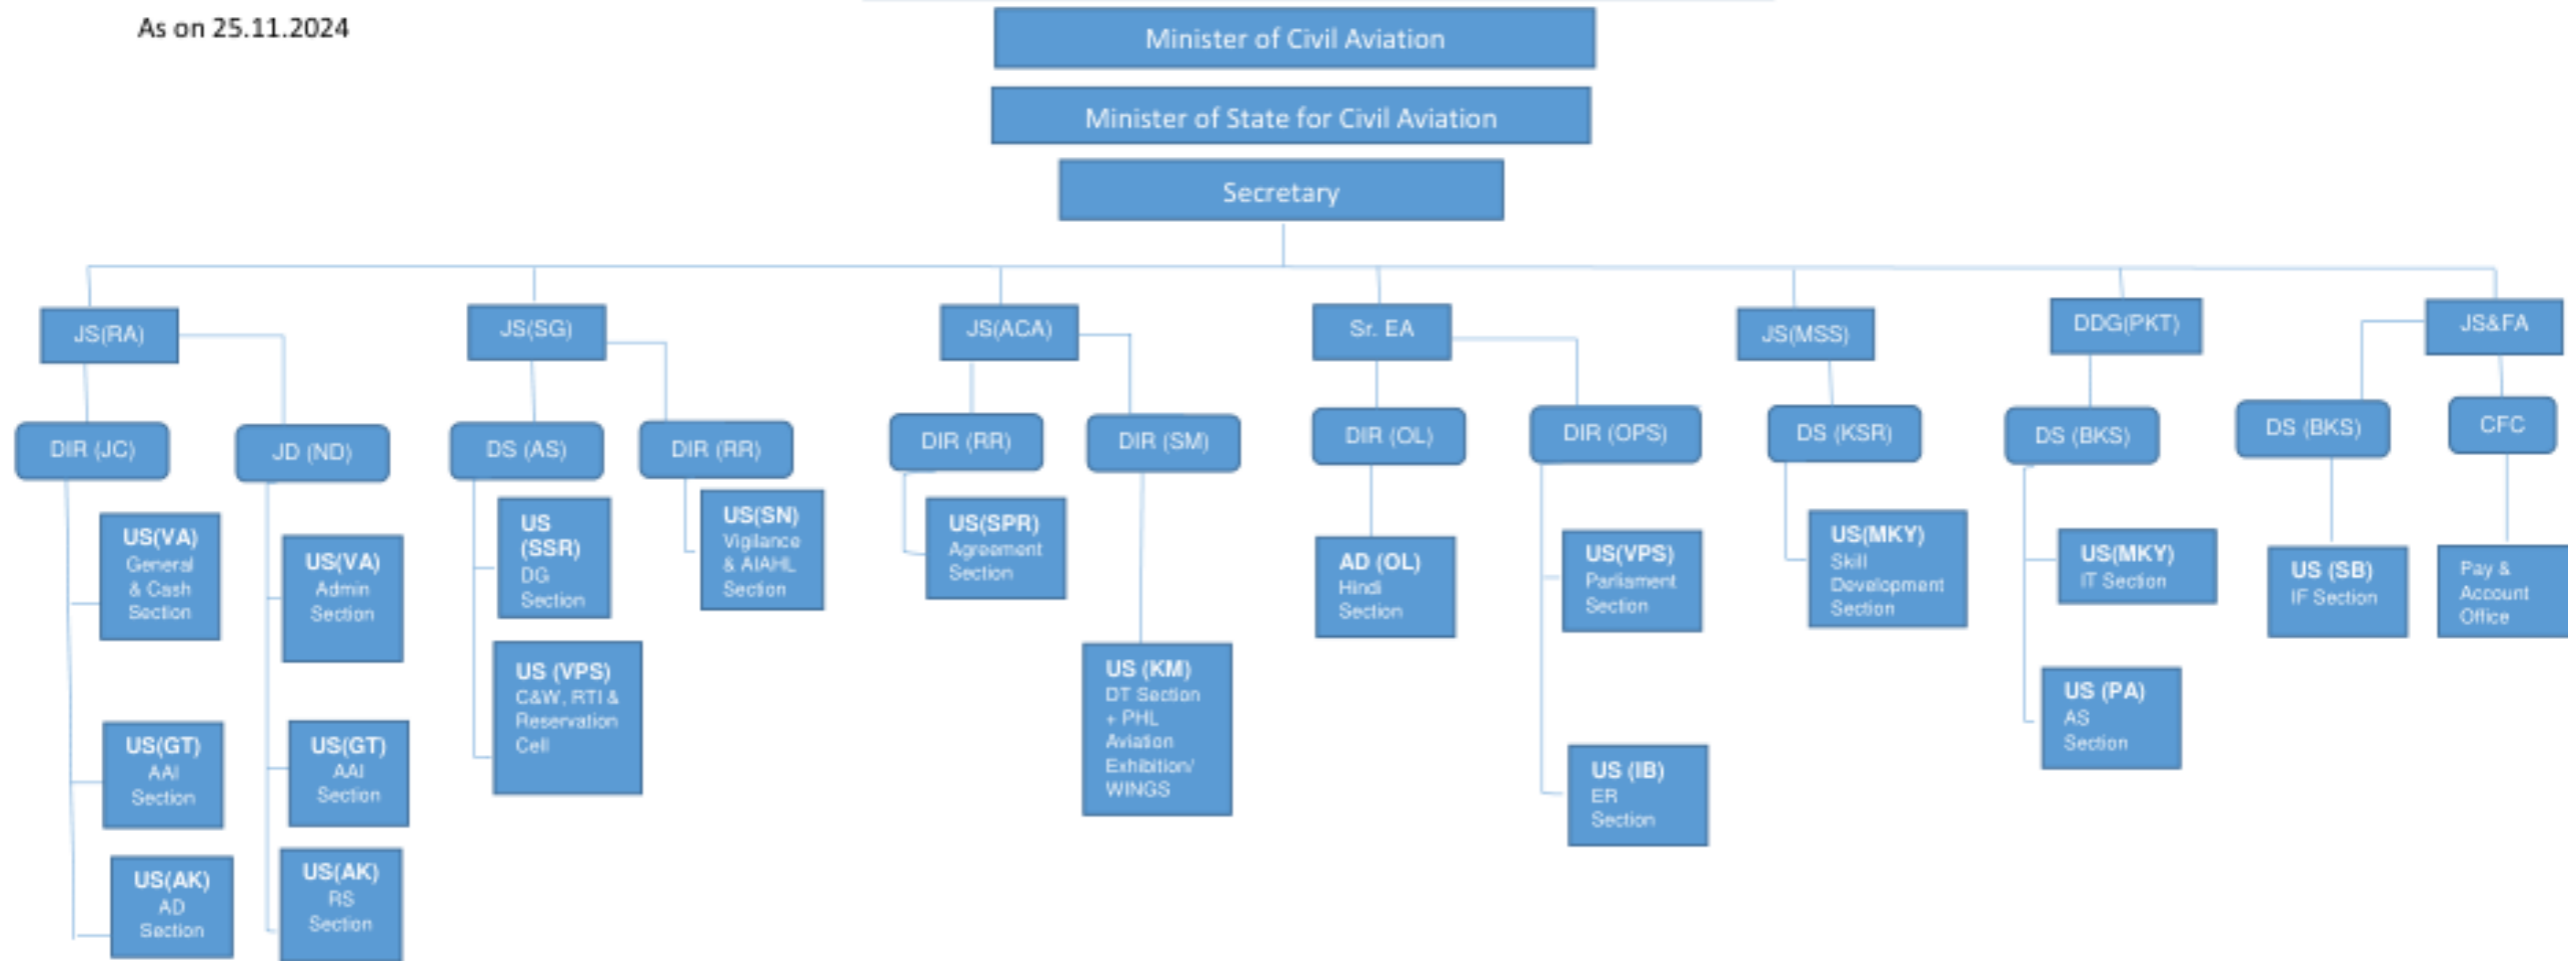 As on 25.11.2024
Minister of Civil Aviation
Minister of State for Civil Aviation
Secretary
JS(RA)
JS(SG)
JS(ACA)
Sr. EA
JS(MSS)
DDG(PKT)
JS&FA
DIR (JC)
JD (ND)
DS (AS)
DIR (RR)
DIR (RR)
DIR (SM)
DIR (OL)
DIR (OPS)
DS (KSR)
DS (BKS)
DS (BKS)
CFC
US(VA)
General
& Cash
Section
US(VA)
Admin
Section
US
(SSR)
DG
Section
US(SN)
Vigilance
& AIAHL
Section
US(SPR)
Agreement
Section
AD (OL)
Hindi
Section
US(VPS)
Parliament
Section
US(MKY)
Skill
Development
Section
US(MKY)
IT Section
US (SB)
IF Section
Pay &
Account
Office
US (VPS)
C&W, RTI &
Reservation
Cell
US (KM)
DT Section
+ PHL
Aviation
Exhibition/
WINGS
US (PA)
AS
Section
US(GT)
AAI
Section
US(GT)
AAI
Section
US (IB)
ER
Section
US(AK)
AD
Section
US(AK)
RS
Section